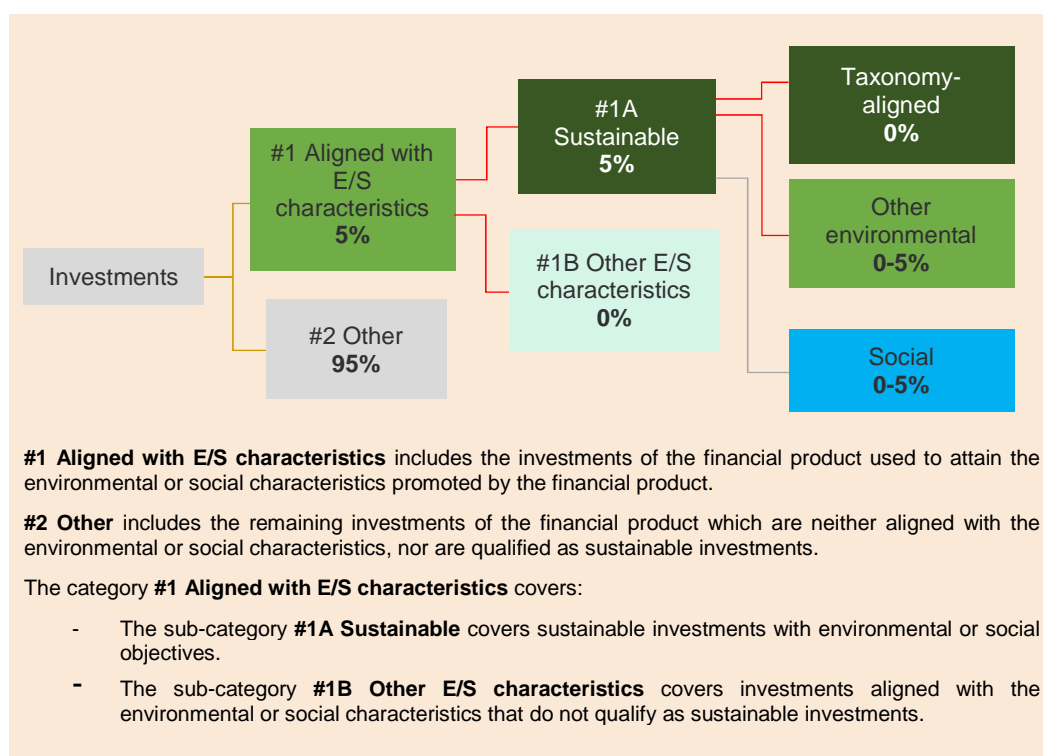 Investments
#1 Aligned with
E/S
characteristics
5%
#2 Other
95%
#1A
Sustainable
5%
#1B Other E/S
characteristics
0%
Taxonomy-
aligned
0%
Other
environmental
0-5%
Social
0-5%
#1 Aligned with E/S characteristics includes the investments of the financial product used to attain the
environmental or social characteristics promoted by the financial product.
#2 Other includes the remaining investments of the financial product which are neither aligned with the
environmental or social characteristics, nor are qualified as sustainable investments.
The category #1 Aligned with E/S characteristics covers:
- The sub-category #1A Sustainable covers sustainable investments with environmental or social
objectives.
- The sub-category #1B Other E/S characteristics covers investments aligned with the
environmental or social characteristics that do not qualify as sustainable investments.